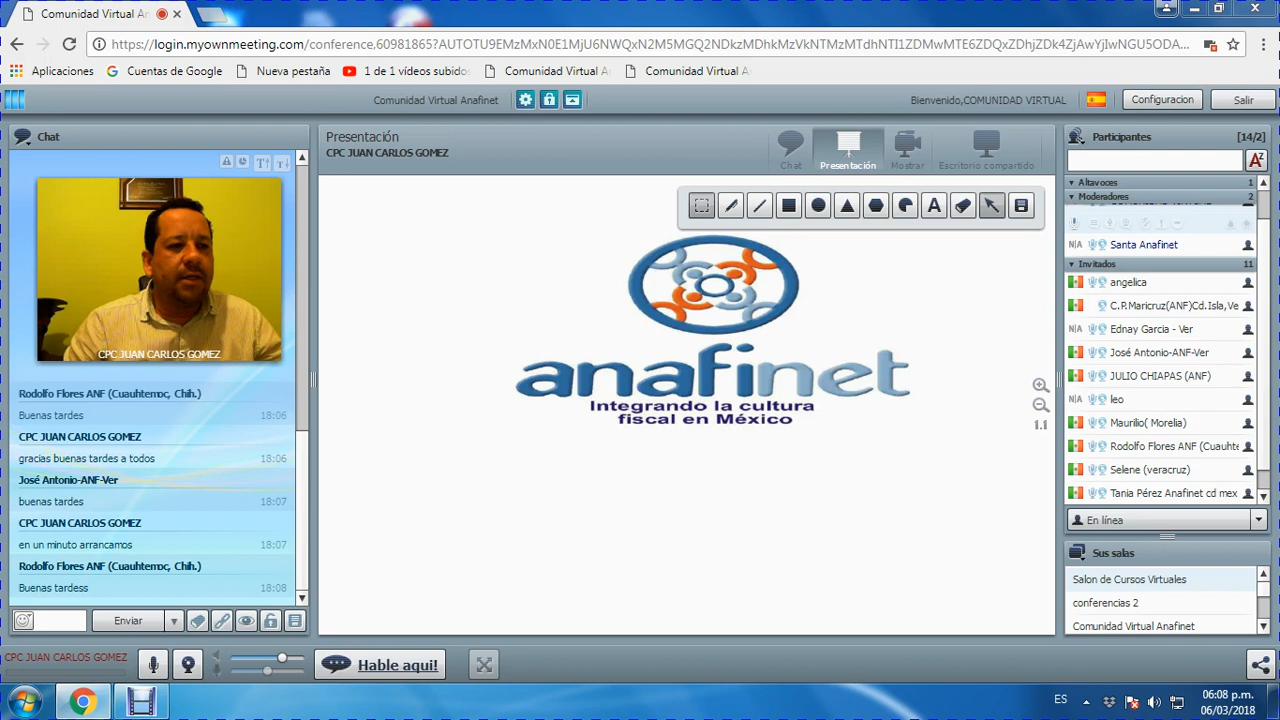 Comunidad Virtual An
https://login.myownmeeting.com/conference,60981865?
Aplicaciones
Cuentas de Google
Nueva pestaña
1 de 1 vídeos subidos
Comunidad Virtual A
Comunidad Virtual A
Comunidad Virtual Anafinet
Bienvenido,COMUNIDAD VIRTUAL
Configuracion
Salir
Chat
CPC JUAN CARLOS GOMEZ
Rodolfo Flores ANF (Cuauhtemoc, Chih.)
Buenas tardes
18:06
CPC JUAN CARLOS GOMEZ
gracias buenas tardes a todos
18:06
José Antonio-ANF-Ver
buenas tardes
18:07
CPC JUAN CARLOS GOMEZ
en un minuto arrancamos
18:07
Rodolfo Flores ANF (Cuauhtemoc, Chih.)
Buenas tardess
18:08
Enviar
Presentación
CPC JUAN CARLOS GOMEZ
Chat
Presentación
Mostrar
Escritorio compartido
A
anafinet
Integrando la cultura
fiscal en México
1.1
Participantes
[14/2]
Altavoces
1
Moderadores
2
N/A Santa Anafinet
Invitados
11
angelica
C.P.Maricruz(ANF)Cd.Isla,Ve
N/A Ednay Garcia - Ver
José Antonio-ANF-Ver
JULIO CHIAPAS (ANF)
N/A leo
Maurilio( Morelia)
Rodolfo Flores ANF (Cuauhte
Selene (veracruz)
Tania Pérez Anafinet cd mex
En línea
Sus salas
Salon de Cursos Virtuales
conferencias 2
Comunidad Virtual Anafinet
CPC JUAN CARLOS GOMEZ
Hable aqui!
ES
06:08 p.m.
06/03/2018